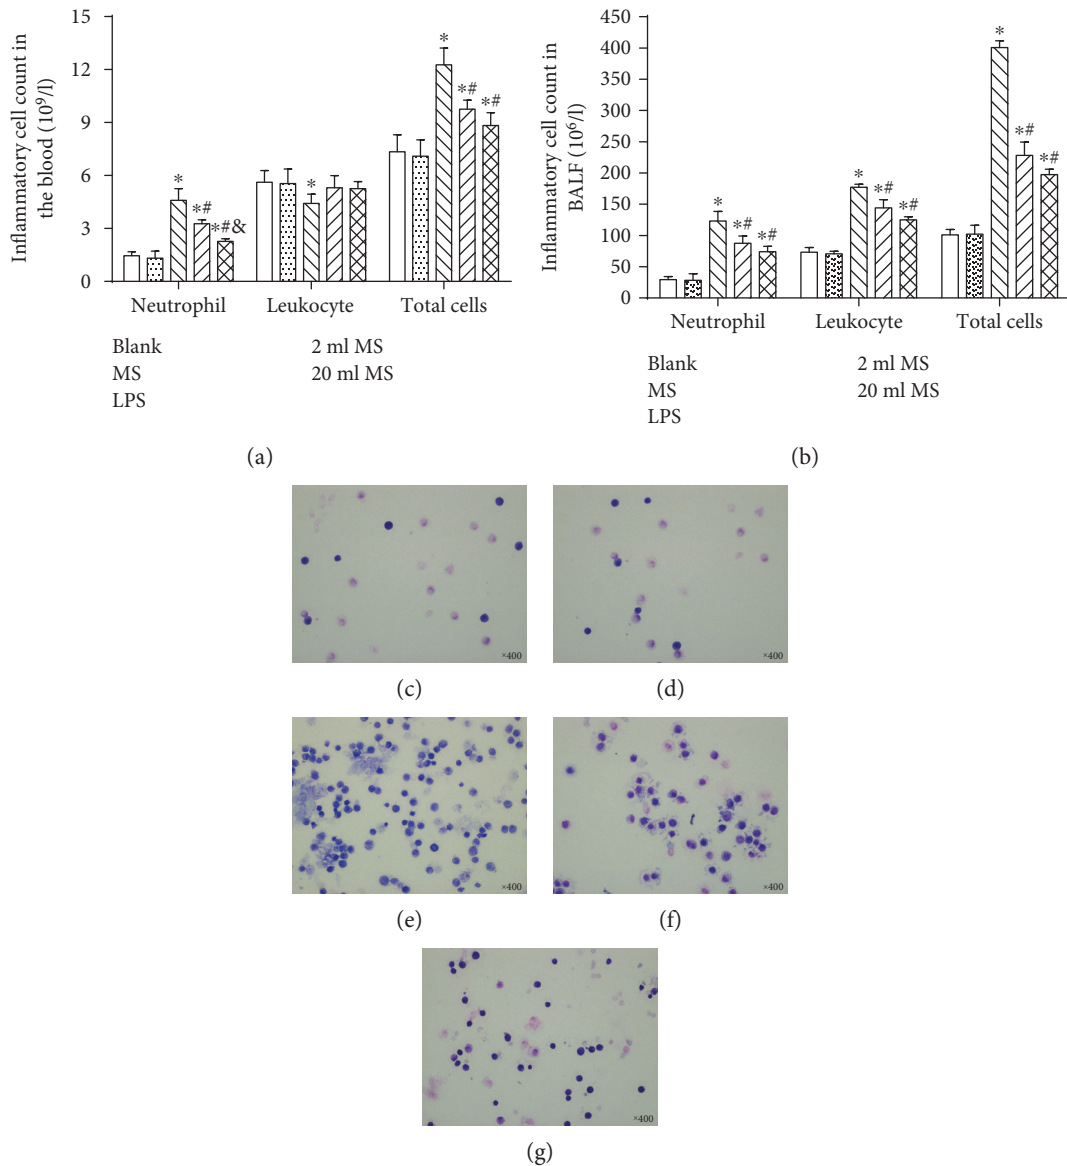 Inflammatory cell count in
the blood (10⁹/l)
15
12
9
6
3
0
*
*#
*#&
*
*
*#
*#
Neutrophil Leukocyte Total cells
Blank 2 ml MS
MS 20 ml MS
LPS
(a)
Inflammatory cell count in
BALF (10⁶/l)
450
400
350
300
250
200
150
100
50
0
*
*#
*#
*
*#
*#
*
*#
*#
Neutrophil Leukocyte Total cells
Blank 2 ml MS
MS 20 ml MS
LPS
(b)
×400
(c)
×400
(d)
×400
(e)
×400
(f)
×400
(g)